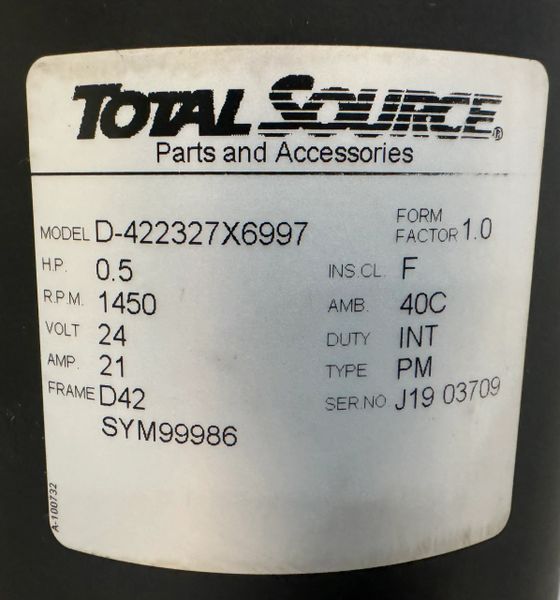 TOTAL SOURCE®
Parts and Accessories
MODEL D-422327X6997 FORM FACTOR 1.0
H.P. 0.5 INS.CL. F
R.P.M. 1450 AMB. 40C
VOLT 24 DUTY INT
AMP. 21 TYPE PM
FRAME D42 SER.NO J19 03709
SYM99986
A-100732